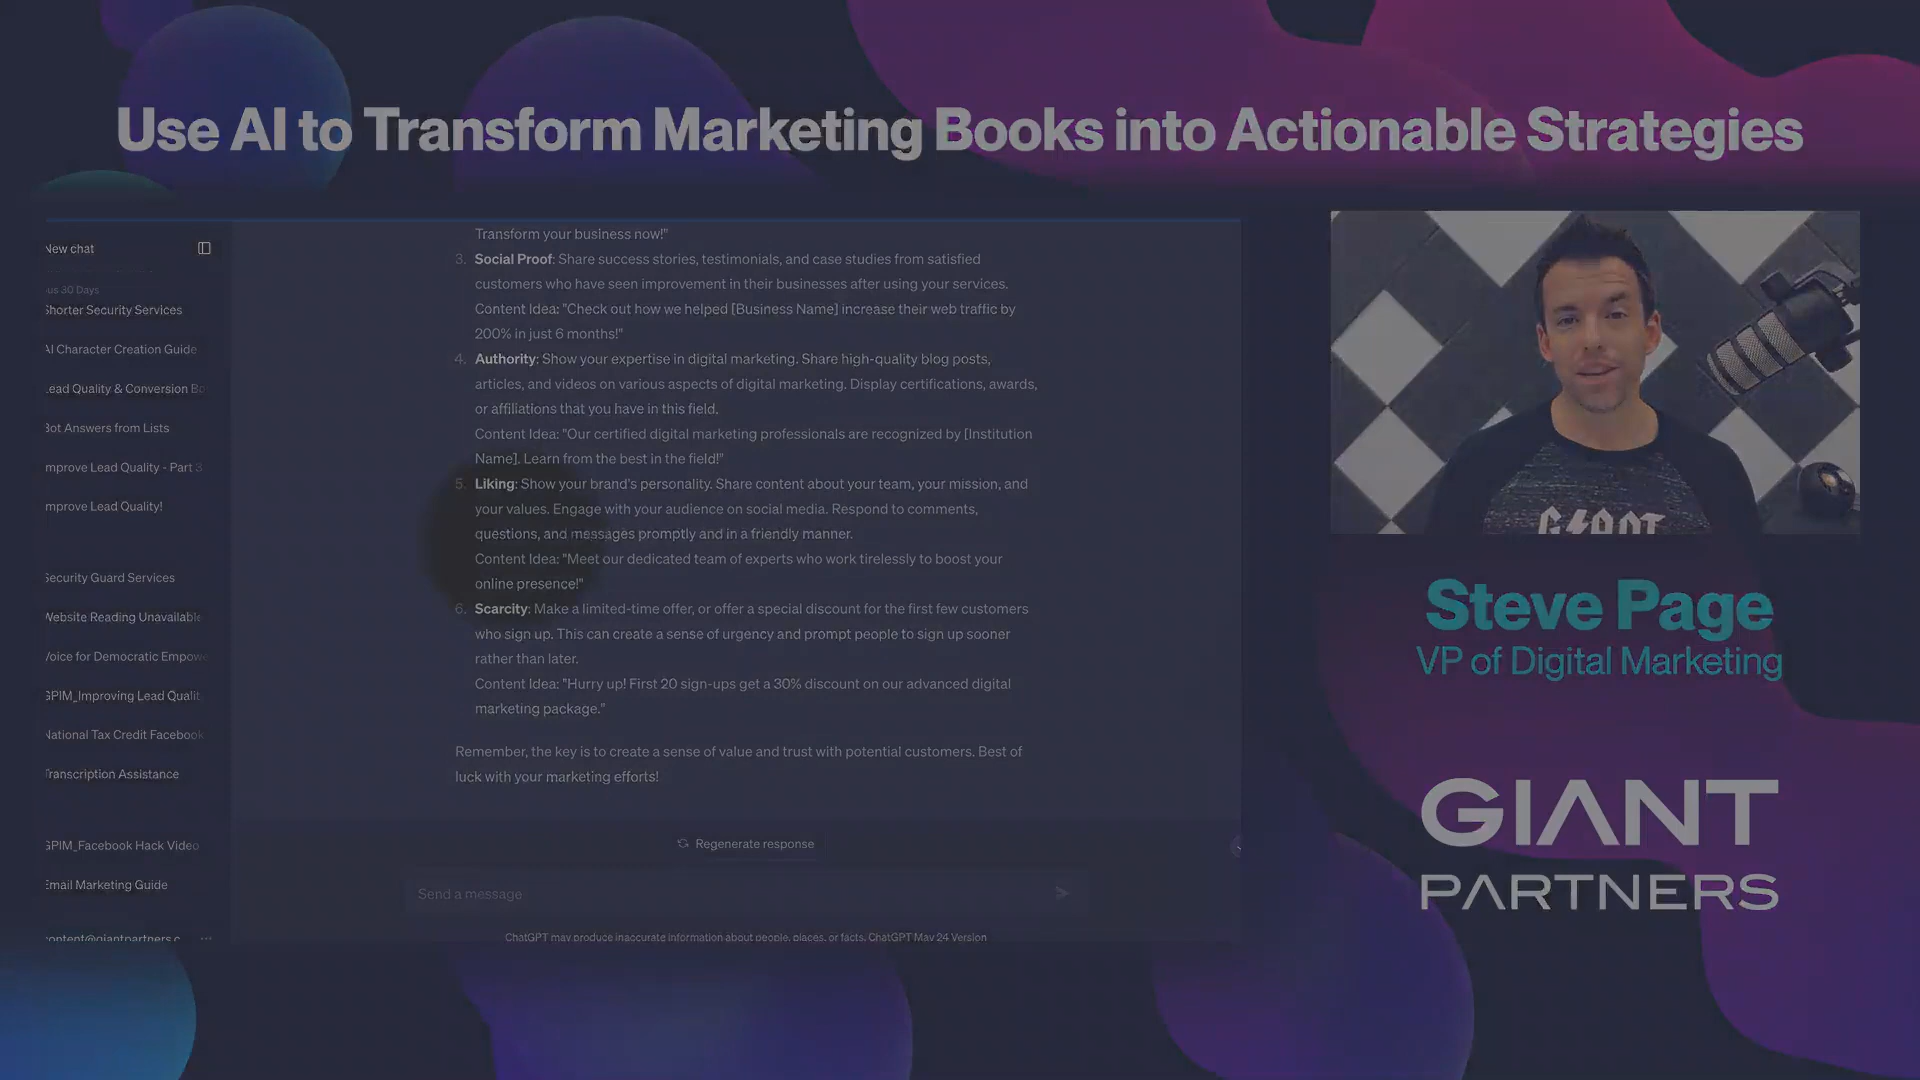 Use AI to Transform Marketing Books into Actionable Strategies
New chat
30 Days
Shorter Security Services
AI Character Creation Guide
Lead Quality & Conversion Bo
Bot Answers from Lists
mprove Lead Quality - Part 3
mprove Lead Quality!
Security Guard Services
Website Reading Unavailable
Voice for Democratic Empow
GPIM_Improving Lead Qualit
National Tax Credit Facebook
Transcription Assistance
GPIM_Facebook Hack Video
Email Marketing Guide
content@giantpartners.c ...
Transform your business now!"
3. Social Proof: Share success stories, testimonials, and case studies from satisfied
customers who have seen improvement in their businesses after using your services.
Content Idea: "Check out how we helped [Business Name] increase their web traffic by
200% in just 6 months!"
4. Authority: Show your expertise in digital marketing. Share high-quality blog posts,
articles, and videos on various aspects of digital marketing. Display certifications, awards,
or affiliations that you have in this field.
Content Idea: "Our certified digital marketing professionals are recognized by [Institution
Name]. Learn from the best in the field!"
5. Liking: Show your brand's personality. Share content about your team, your mission, and
your values. Engage with your audience on social media. Respond to comments,
questions, and messages promptly and in a friendly manner.
Content Idea: "Meet our dedicated team of experts who work tirelessly to boost your
online presence!"
6. Scarcity: Make a limited-time offer, or offer a special discount for the first few customers
who sign up. This can create a sense of urgency and prompt people to sign up sooner
rather than later.
Content Idea: "Hurry up! First 20 sign-ups get a 30% discount on our advanced digital
marketing package."
Remember, the key is to create a sense of value and trust with potential customers. Best of
luck with your marketing efforts!
Regenerate response
Send a message
ChatGPT may produce inaccurate information about people, places, or facts. ChatGPT May 24 Version
GIANT
Steve Page
VP of Digital Marketing
GIANT
PARTNERS